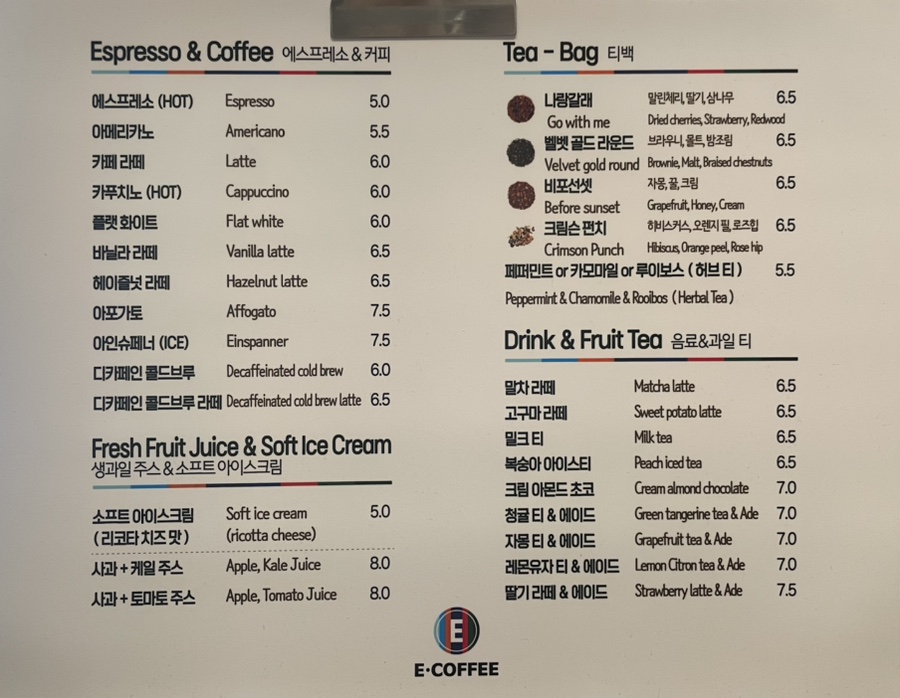 Espresso & Coffee 에스프레소 & 커피
에스프레소 (HOT) Espresso 5.0
아메리카노 Americano 5.5
카페 라떼 Latte 6.0
카푸치노 (HOT) Cappuccino 6.0
플랫 화이트 Flat white 6.0
바닐라 라떼 Vanilla latte 6.5
헤이즐넛 라떼 Hazelnut latte 6.5
아포가토 Affogato 7.5
아인슈페너 (ICE) Einspanner 7.5
디카페인 콜드브루 Decaffeinated cold brew 6.0
디카페인 콜드브루 라떼 Decaffeinated cold brew latte 6.5
Fresh Fruit Juice & Soft Ice Cream
생과일 주스 & 소프트 아이스크림
소프트 아이스크림 Soft ice cream 5.0
( 리코타 치즈 맛 ) (ricotta cheese)
사과 + 케일 주스 Apple, Kale Juice 8.0
사과 + 토마토 주스 Apple, Tomato Juice 8.0
Tea - Bag 티백
나랑갈래 말린체리, 딸기, 삼나무 6.5
Go with me Dried cherries, Strawberry, Redwood
벨벳 골드 라운드 브라우니, 몰트, 밤조림 6.5
Velvet gold round Brownie, Malt, Braised chestnuts
비포선셋 자몽, 꿀, 크림 6.5
Before sunset Grapefruit, Honey, Cream
크림슨 펀치 히비스커스, 오렌지 필, 로즈힙 6.5
Crimson Punch Hibiscus, Orange peel, Rose hip
페퍼민트 or 카모마일 or 루이보스 ( 허브 티 ) 5.5
Peppermint & Chamomile & Rooibos ( Herbal Tea )
Drink & Fruit Tea 음료&과일 티
말차 라떼 Matcha latte 6.5
고구마 라떼 Sweet potato latte 6.5
밀크 티 Milk tea 6.5
복숭아 아이스티 Peach iced tea 6.5
크림 아몬드 초코 Cream almond chocolate 7.0
청귤 티 & 에이드 Green tangerine tea & Ade 7.0
자몽 티 & 에이드 Grapefruit tea & Ade 7.0
레몬유자 티 & 에이드 Lemon Citron tea & Ade 7.0
딸기 라떼 & 에이드 Strawberry latte & Ade 7.5
E
E·COFFEE